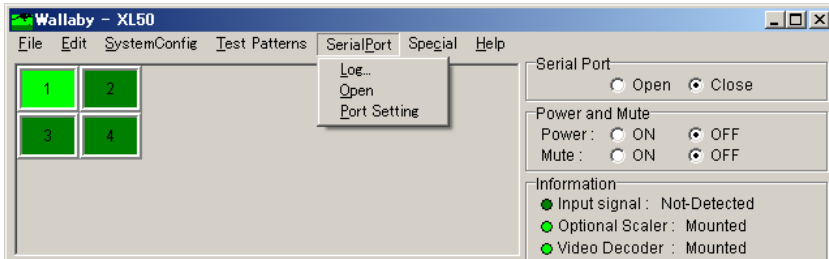 Wallaby - XL50
File Edit SystemConfig Test Patterns SerialPort Special Help
Log...
Open
Port Setting
1 2
3 4
Serial Port
Open Close
Power and Mute
Power : ON OFF
Mute : ON OFF
Information
Input signal : Not-Detected
Optional Scaler : Mounted
Video Decoder : Mounted